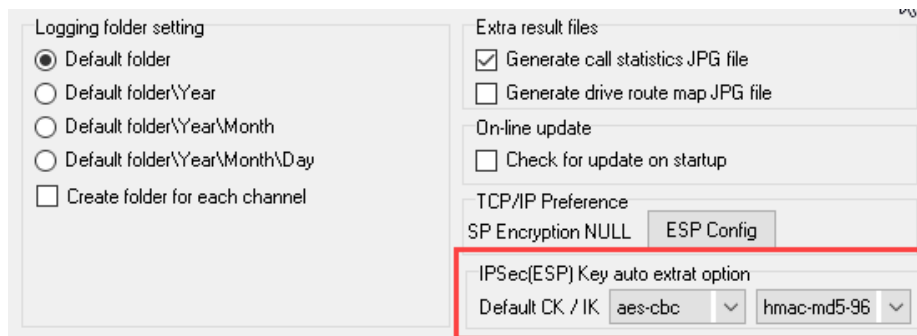 Logging folder setting
Default folder
Default folder\Year
Default folder\Year\Month
Default folder\Year\Month\Day
Create folder for each channel
Extra result files
Generate call statistics JPG file
Generate drive route map JPG file
On-line update
Check for update on startup
TCP/IP Preference
SP Encryption NULL ESP Config
IPSec(ESP) Key auto extrat option
Default CK / IK aes-cbc hmac-md5-96